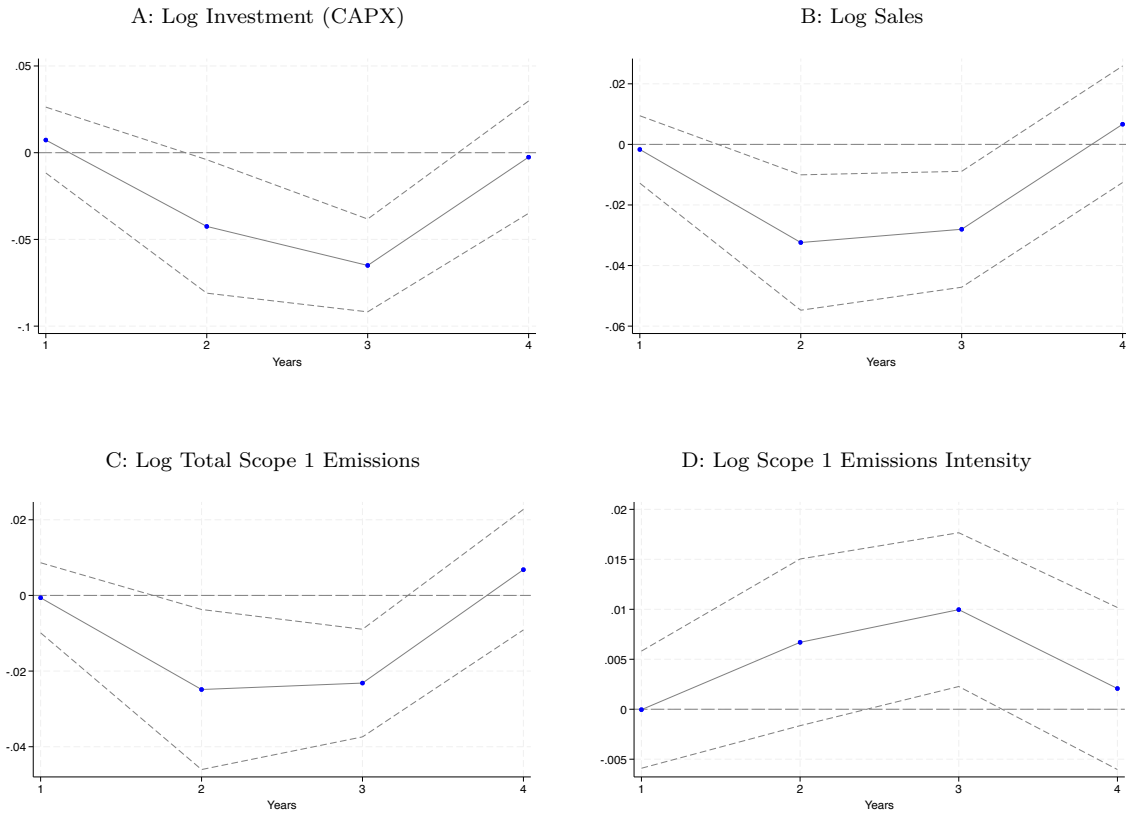 A: Log Investment (CAPX)
.05
0
-.05
-.1
1 2 3 4
Years
B: Log Sales
.02
0
-.02
-.04
-.06
1 2 3 4
Years
C: Log Total Scope 1 Emissions
.02
0
-.02
-.04
1 2 3 4
Years
D: Log Scope 1 Emissions Intensity
.02
.015
.01
.005
0
-.005
1 2 3 4
Years